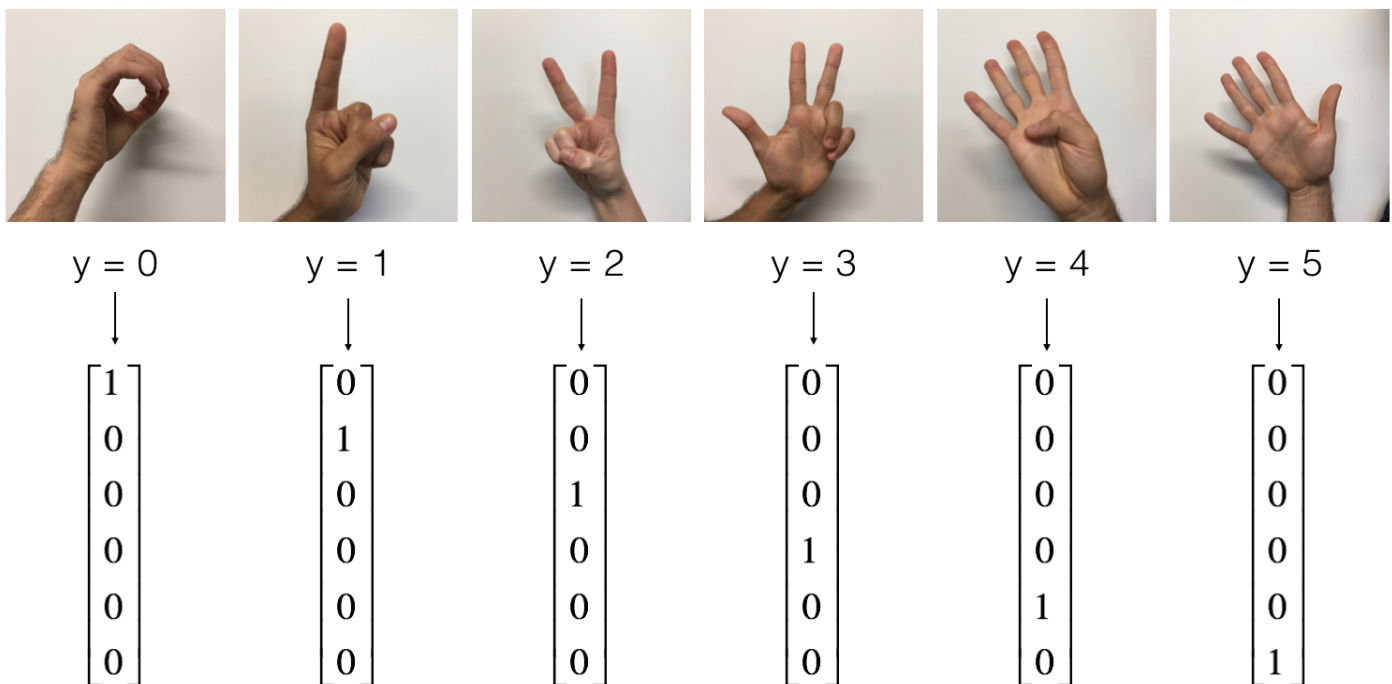 y = 0 y = 1 y = 2 y = 3 y = 4 y = 5
1 0 0 0 0 0
0 1 0 0 0 0
0 0 1 0 0 0
0 0 0 1 0 0
0 0 0 0 1 0
0 0 0 0 0 1